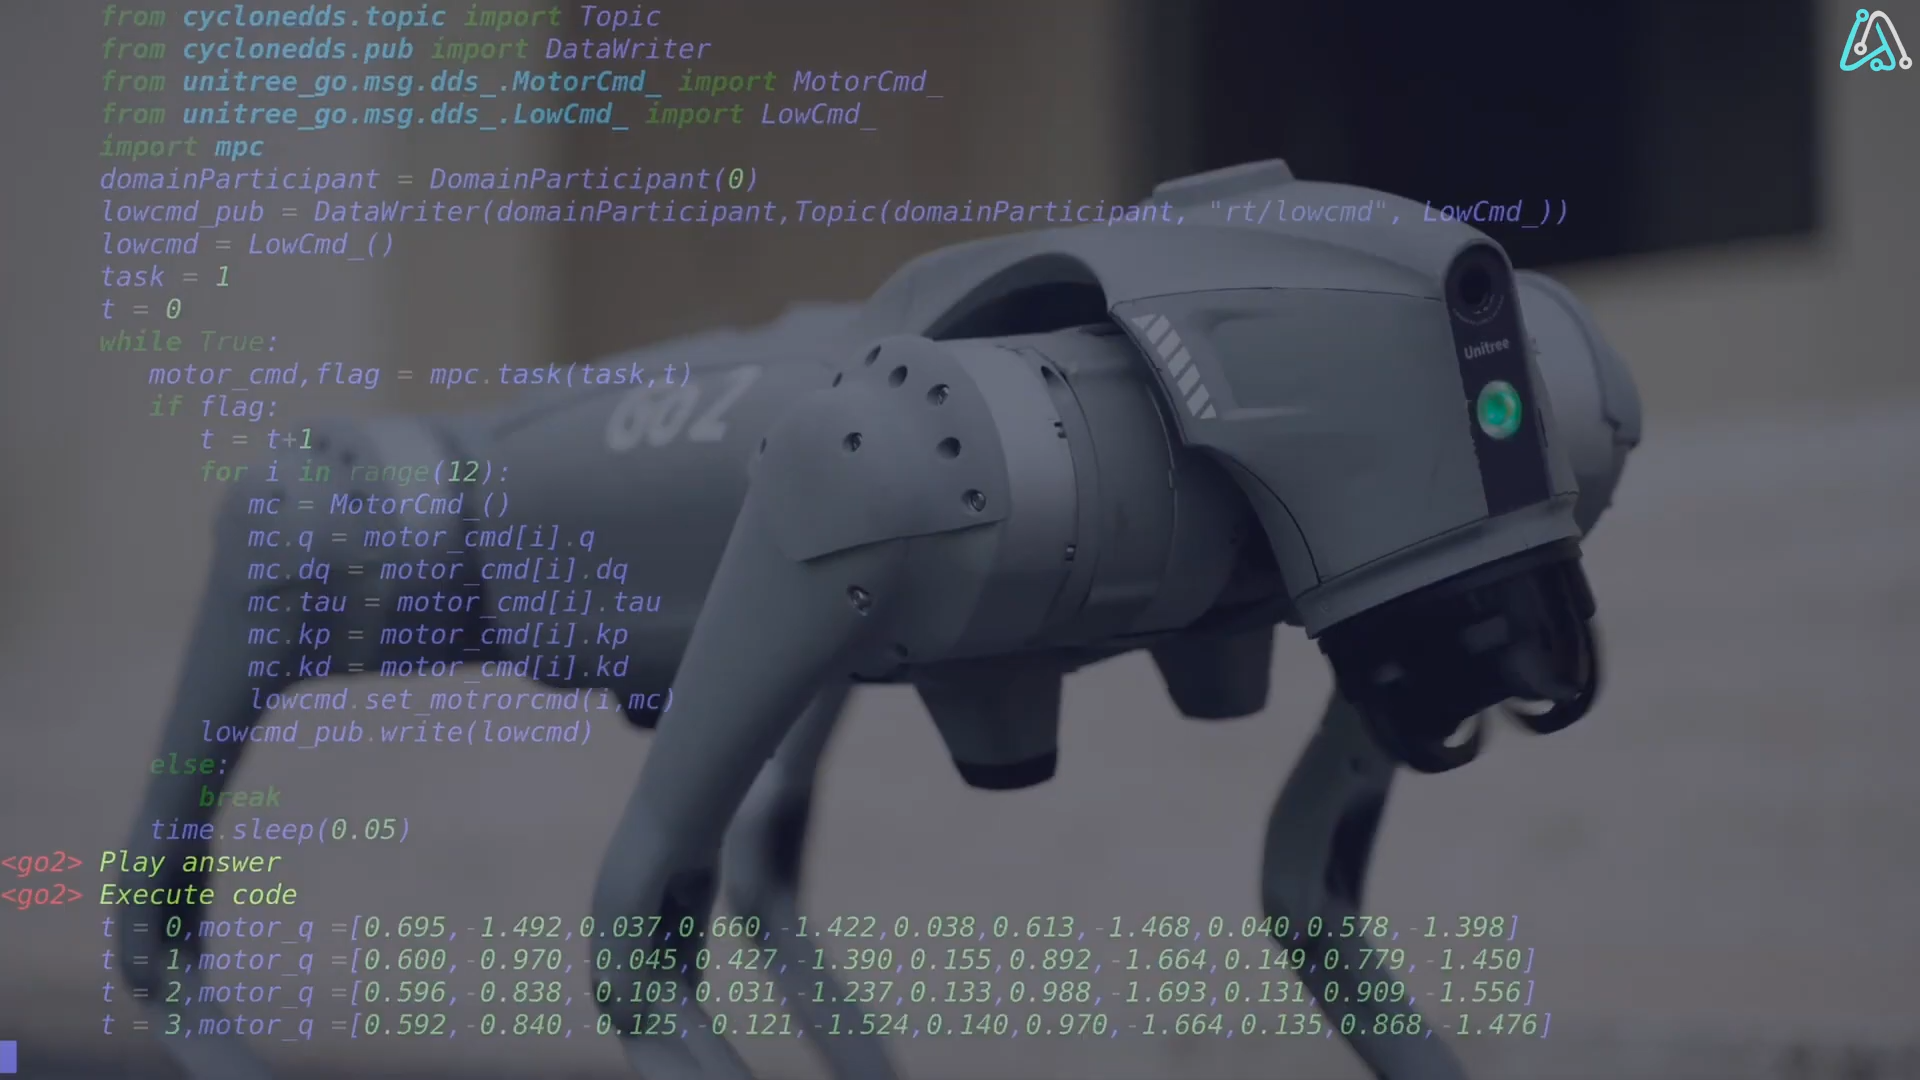 from cyclonedds.topic import Topic
from cyclonedds.pub import DataWriter
from unitree_go.msg.dds_.MotorCmd_ import MotorCmd_
from unitree_go.msg.dds_.LowCmd_ import LowCmd_
import mpc
domainParticipant = DomainParticipant(0)
lowcmd_pub = DataWriter(domainParticipant,Topic(domainParticipant, "rt/lowcmd", LowCmd_))
lowcmd = LowCmd_()
task = 1
t = 0
while True:
motor_cmd,flag = mpc.task(task,t)
if flag:
t = t+1
for i in range(12):
mc = MotorCmd_()
mc.q = motor_cmd[i].q
mc.dq = motor_cmd[i].dq
mc.tau = motor_cmd[i].tau
mc.kp = motor_cmd[i].kp
mc.kd = motor_cmd[i].kd
lowcmd.set_motrorcmd(i,mc)
lowcmd_pub.write(lowcmd)
else:
break
time.sleep(0.05)
<go2> Play answer
<go2> Execute code
t = 0,motor_q =[0.695,-1.492,0.037,0.660,-1.422,0.038,0.613,-1.468,0.040,0.578,-1.398]
t = 1,motor_q =[0.600,-0.970,-0.045,0.427,-1.390,0.155,0.892,-1.664,0.149,0.779,-1.450]
t = 2,motor_q =[0.596,-0.838,-0.103,0.031,-1.237,0.133,0.988,-1.693,0.131,0.909,-1.556]
t = 3,motor_q =[0.592,-0.840,-0.125,-0.121,-1.524,0.140,0.970,-1.664,0.135,0.868,-1.476]
Unitree
Go2